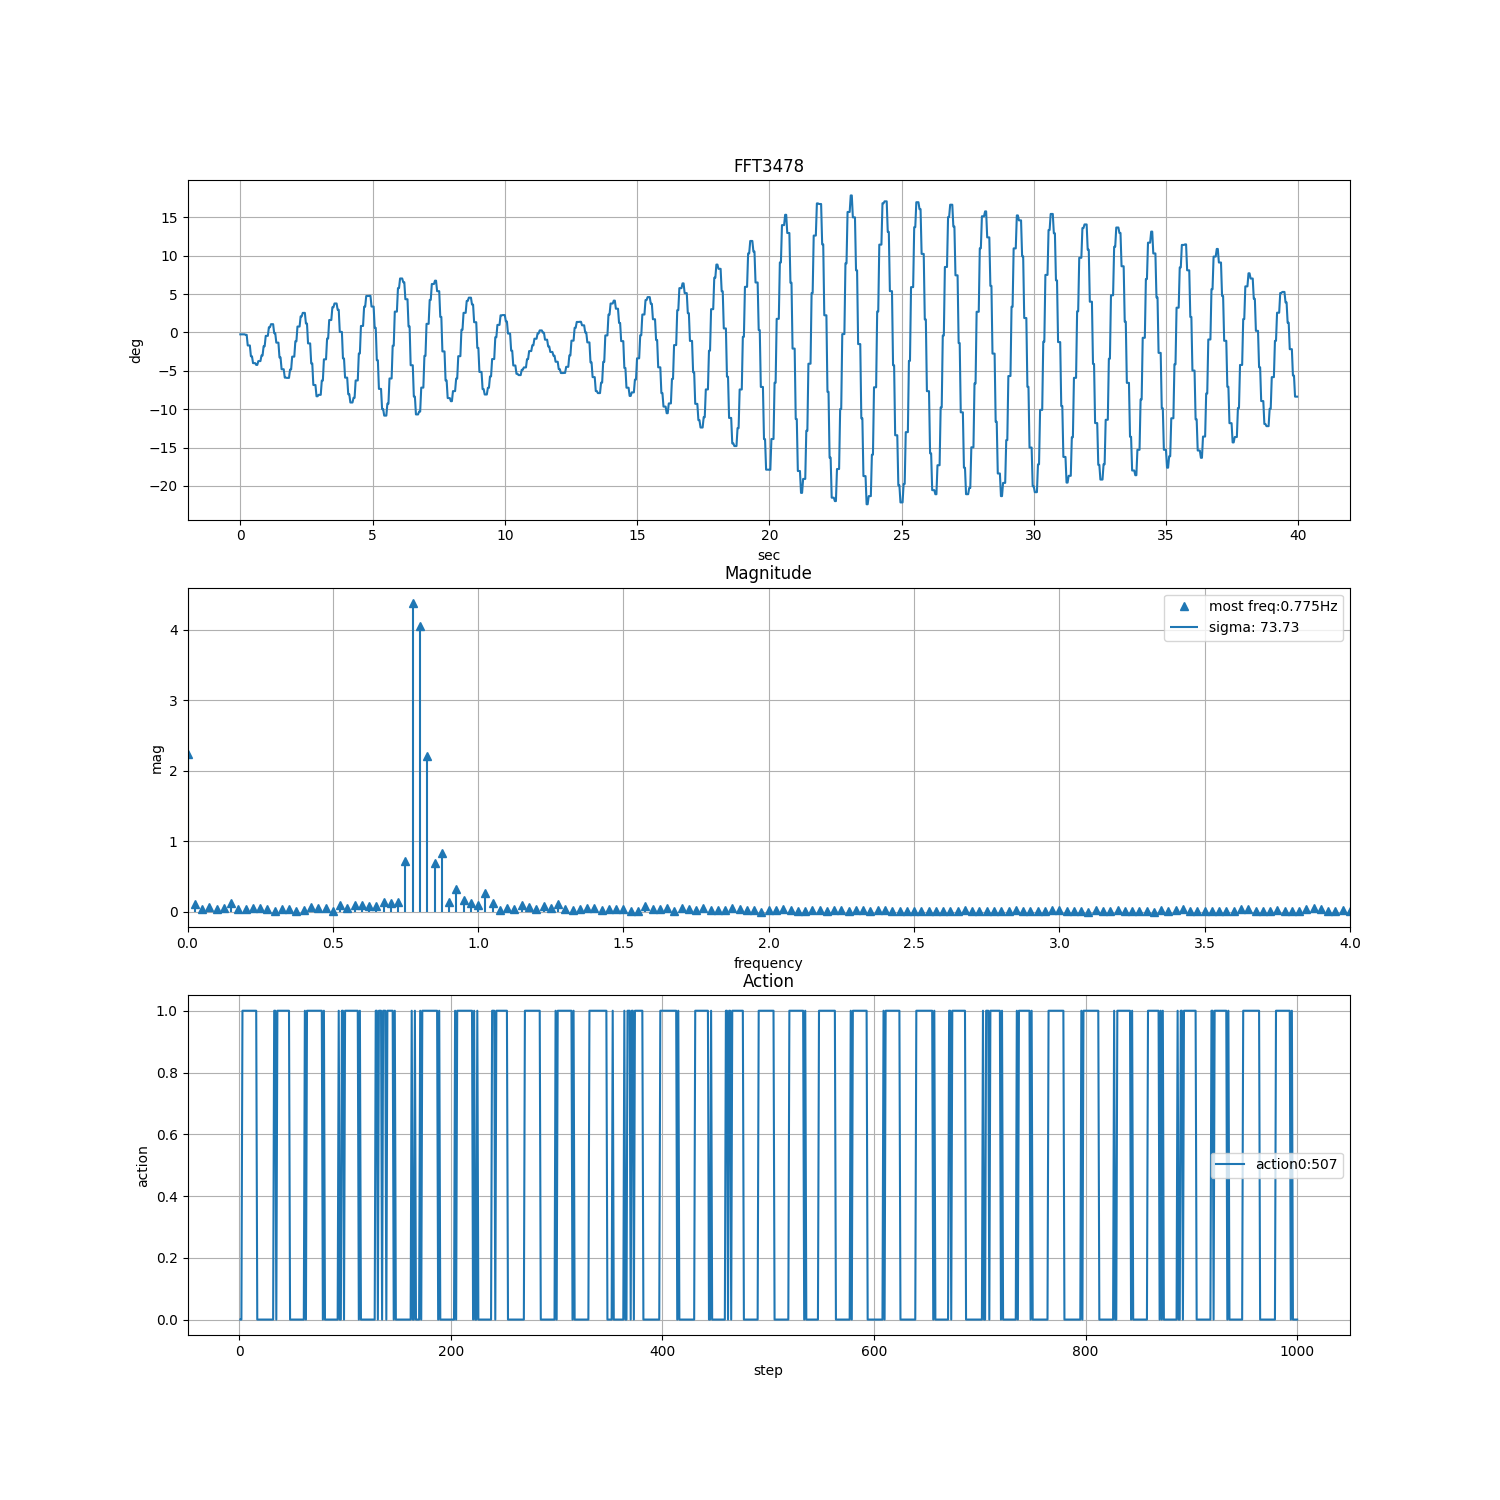 FFT3478
15
10
5
0
−5
−10
−15
−20
deg
0 5 10 15 20 25 30 35 40
sec
Magnitude
most freq:0.775Hz
sigma: 73.73
4
3
2
1
0
mag
0.0 0.5 1.0 1.5 2.0 2.5 3.0 3.5 4.0
frequency
Action
1.0
0.8
0.6
0.4
0.2
0.0
action
action0:507
0 200 400 600 800 1000
step